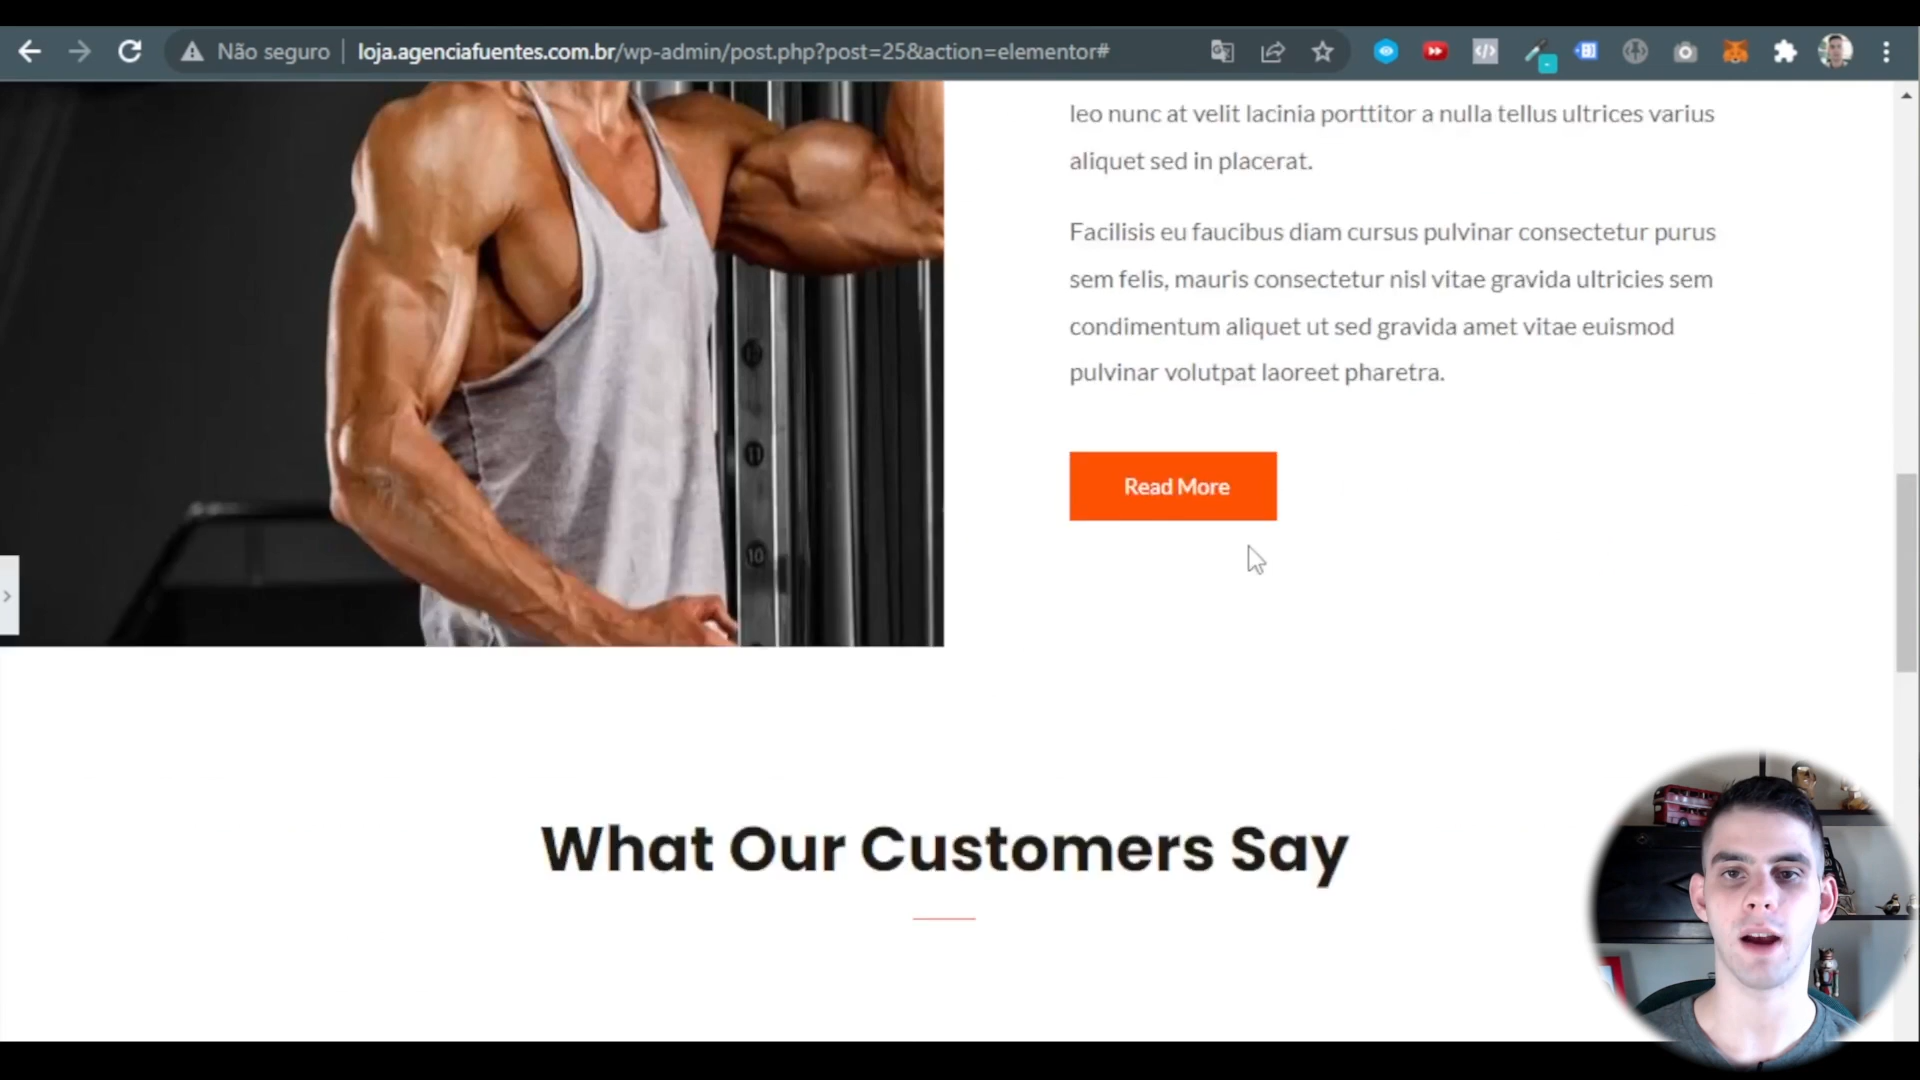 Não seguro
loja.agenciafuentes.com.br/wp-admin/post.php?post=25&action=elementor#
leo nunc at velit lacinia porttitor a nulla tellus ultrices varius
aliquet sed in placerat.
Facilisis eu faucibus diam cursus pulvinar consectetur purus
sem felis, mauris consectetur nisl vitae gravida ultricies sem
condimentum aliquet ut sed gravida amet vitae euismod
pulvinar volutpat laoreet pharetra.
Read More
11
10
What Our Customers Say